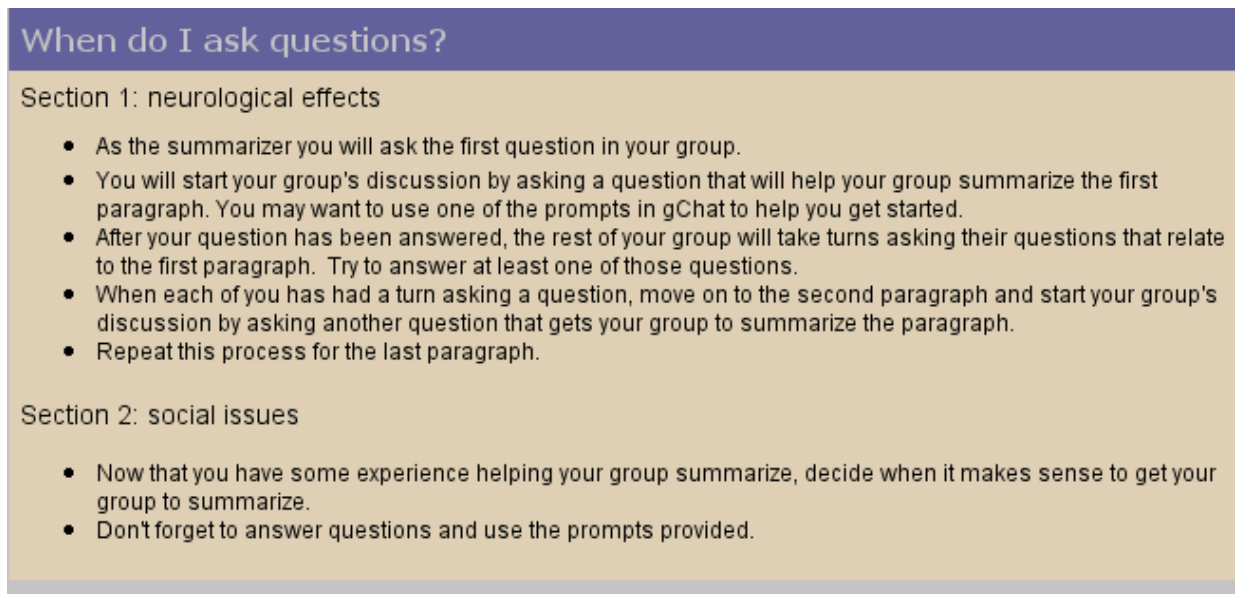 When do I ask questions?
Section 1: neurological effects
• As the summarizer you will ask the first question in your group.
• You will start your group's discussion by asking a question that will help your group summarize the first
paragraph. You may want to use one of the prompts in gChat to help you get started.
• After your question has been answered, the rest of your group will take turns asking their questions that relate
to the first paragraph.  Try to answer at least one of those questions.
• When each of you has had a turn asking a question, move on to the second paragraph and start your group's
discussion by asking another question that gets your group to summarize the paragraph.
• Repeat this process for the last paragraph.
Section 2: social issues
• Now that you have some experience helping your group summarize, decide when it makes sense to get your
group to summarize.
• Don't forget to answer questions and use the prompts provided.